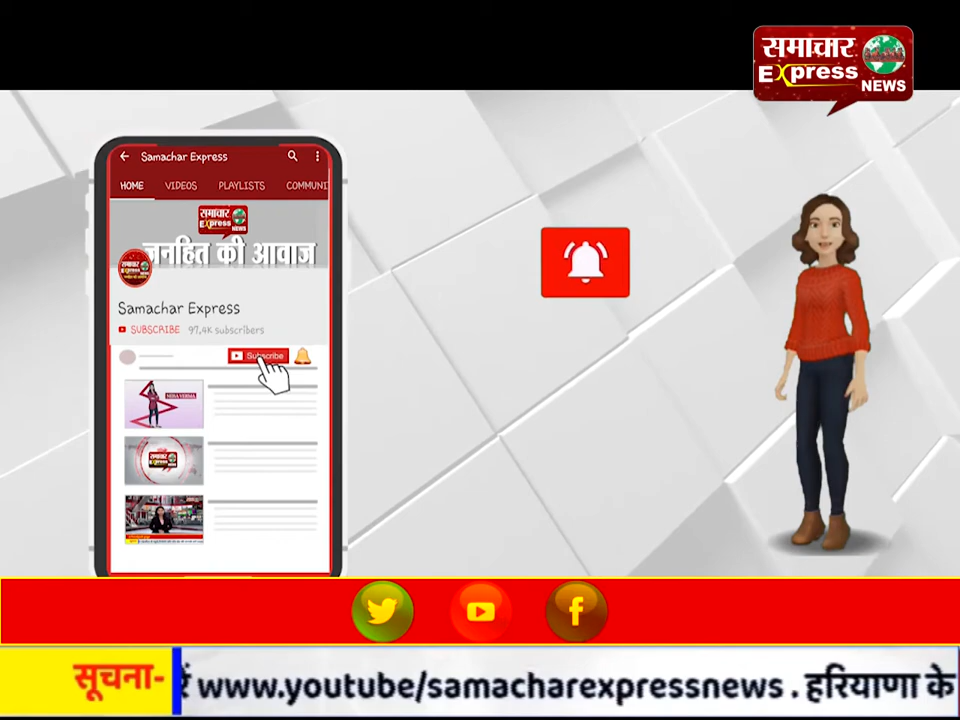 समाचार
Express
NEWS
Samachar Express
HOME VIDEOS PLAYLISTS COMMUNI
समाचार
Express
NEWS
जनहित की आवाज
Samachar Express
SUBSCRIBE 97.4K subscribers
Subscribe
सूचना- रें www.youtube/samacharexpressnews . हरियाणा के